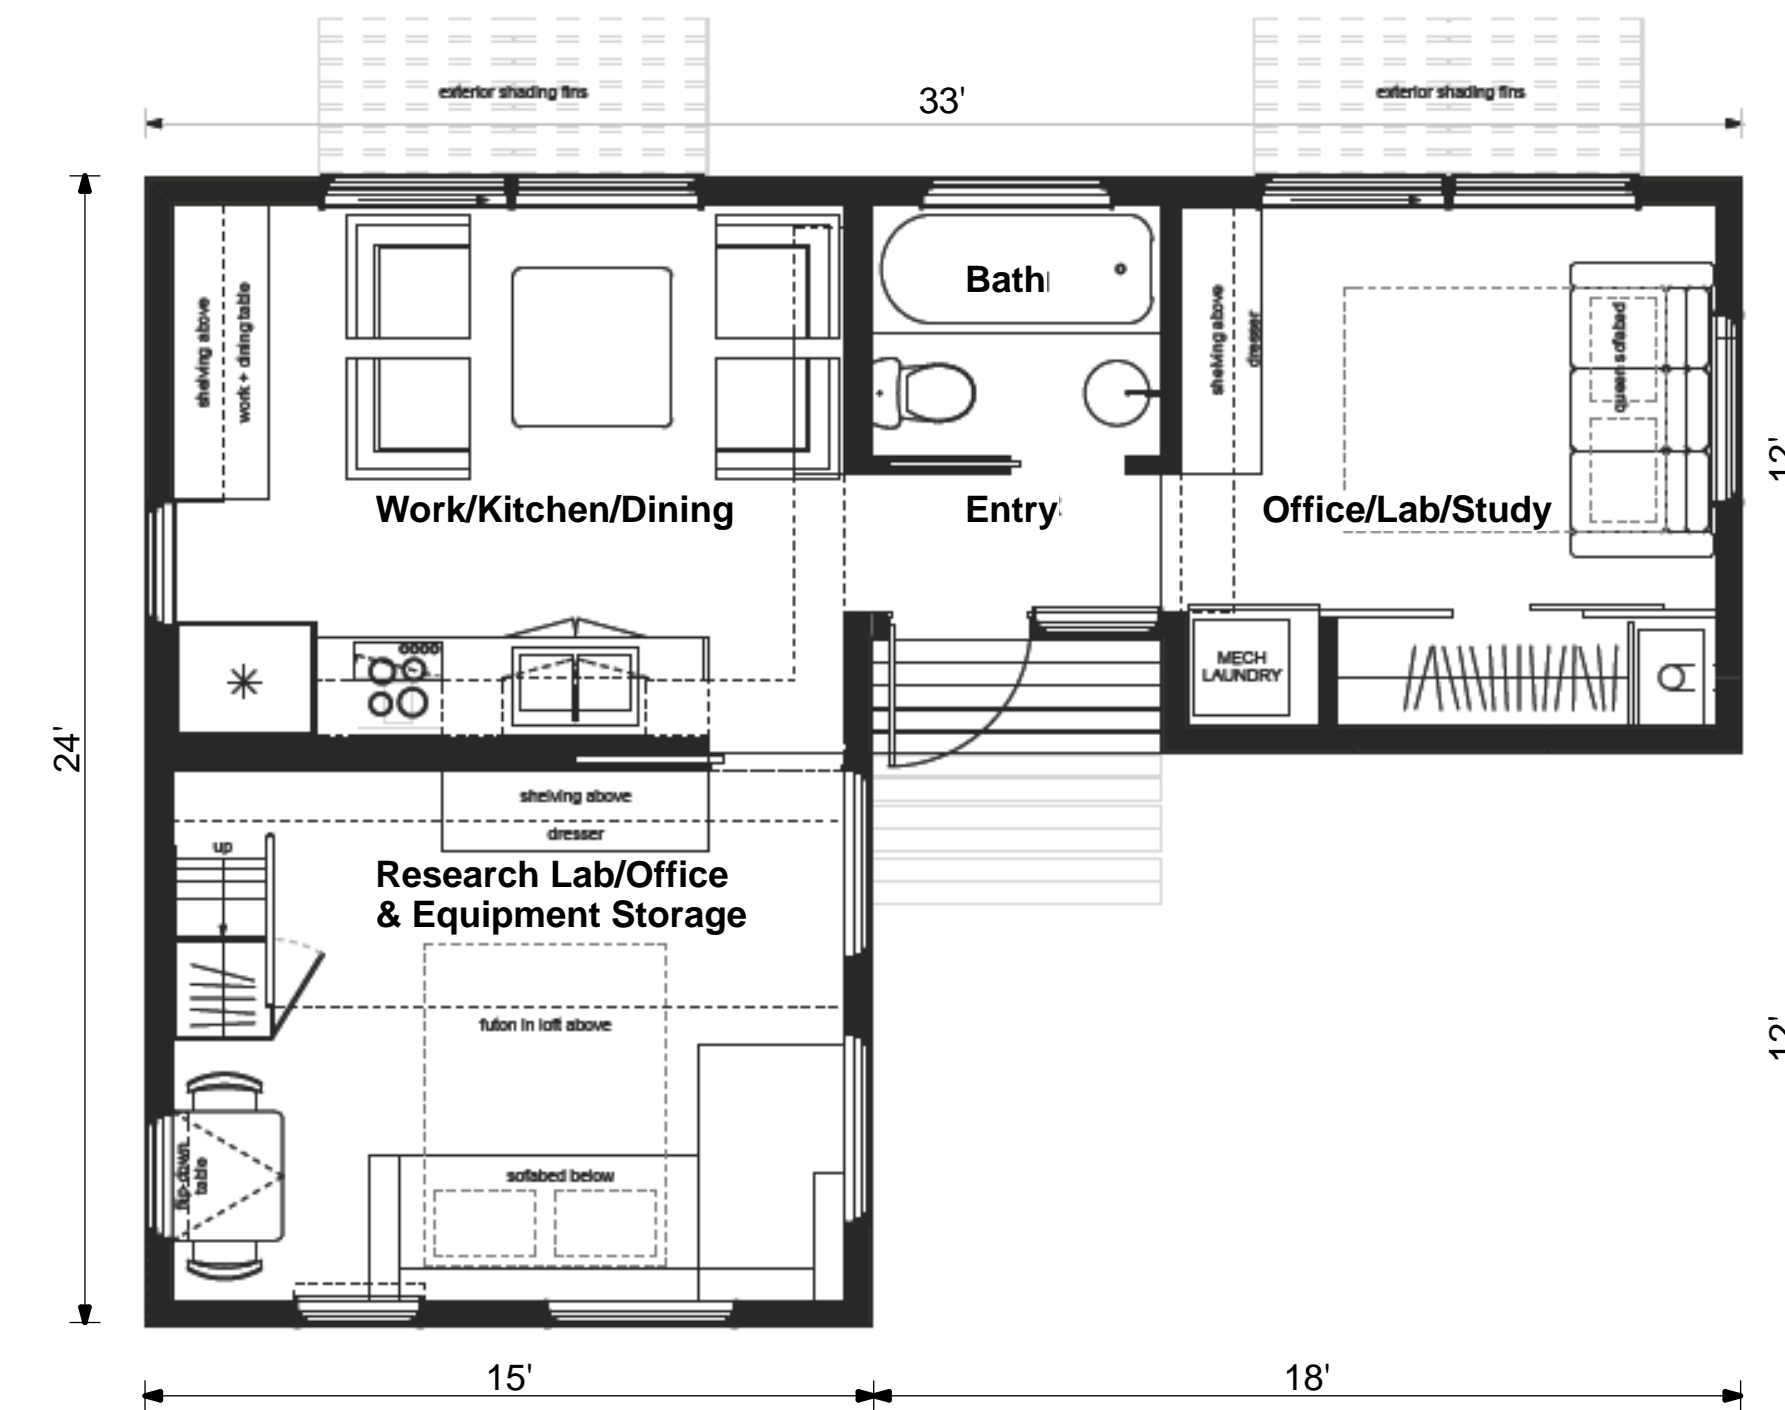 exterior shading fins
33'
exterior shading fins
shelving above
work + dining table
Bath
shelving above
dresser
queen sofabed
12'
Work/Kitchen/Dining
Entry
Office/Lab/Study
MECH
LAUNDRY
24'
shelving above
dresser
up
Research Lab/Office
& Equipment Storage
futon in loft above
12'
flip-down
table
sofabed below
15'
18'